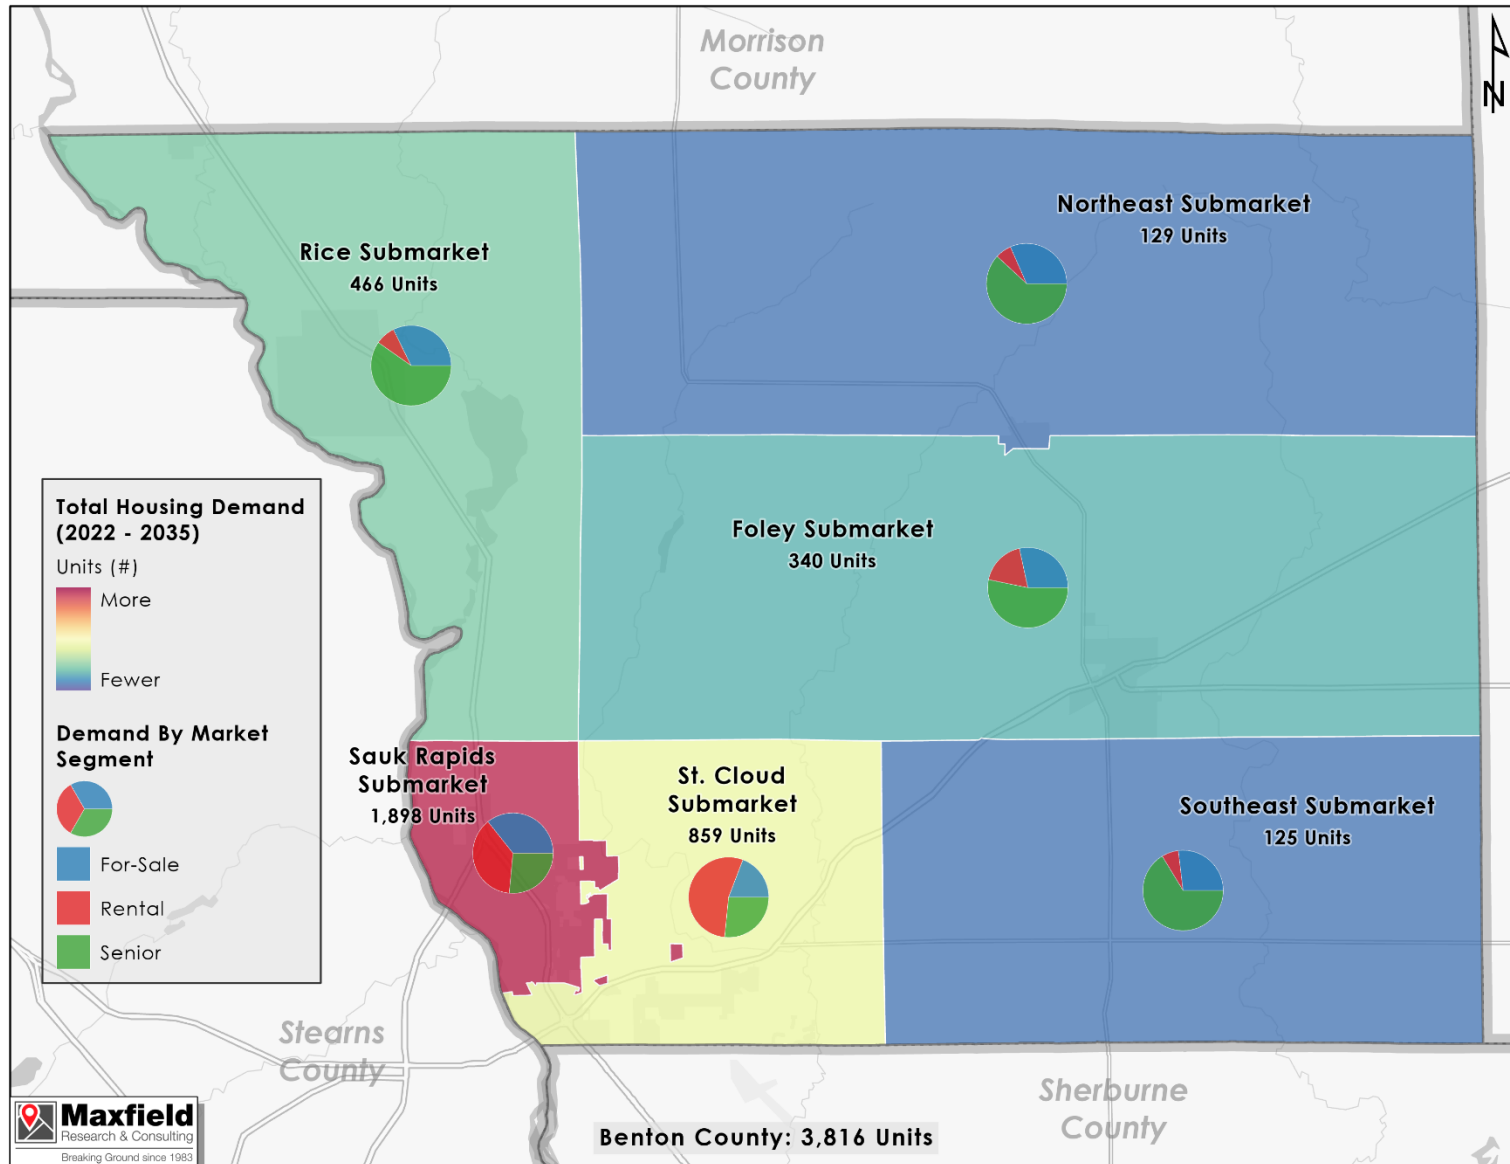 Morrison
County
N
Northeast Submarket
129 Units
Rice Submarket
466 Units
Foley Submarket
340 Units
Total Housing Demand
(2022 - 2035)
Units (#)
More
Fewer
Demand By Market
Segment
For-Sale
Rental
Senior
Sauk Rapids
Submarket
1,898 Units
St. Cloud
Submarket
859 Units
Southeast Submarket
125 Units
Stearns
County
Sherburne
County
Maxfield
Research & Consulting
Breaking Ground since 1983
Benton County: 3,816 Units